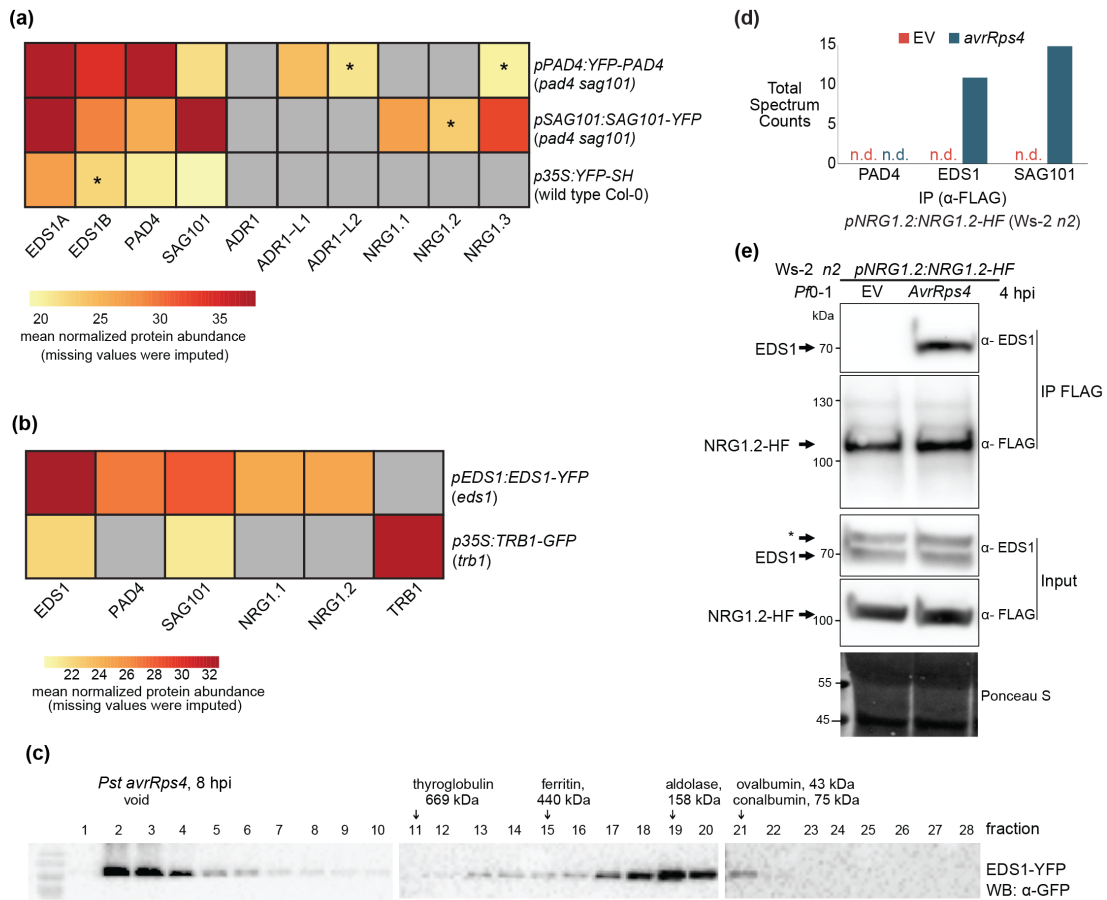 (a)
pPAD4:YFP-PAD4
(pad4 sag101)
* *
pSAG101:SAG101-YFP
(pad4 sag101)
*
p35S:YFP-SH
(wild type Col-0)
*
EDS1A EDS1B PAD4 SAG101 ADR1 ADR1-L1 ADR1-L2 NRG1.1 NRG1.2 NRG1.3
20 25 30 35
mean normalized protein abundance
(missing values were imputed)
(b)
pEDS1:EDS1-YFP
(eds1)
p35S:TRB1-GFP
(trb1)
EDS1 PAD4 SAG101 NRG1.1 NRG1.2 TRB1
22 24 26 28 30 32
mean normalized protein abundance
(missing values were imputed)
(c)
Pst avrRps4, 8 hpi
void
thyroglobulin
669 kDa
ferritin,
440 kDa
aldolase,
158 kDa
ovalbumin, 43 kDa
conalbumin, 75 kDa
1 2 3 4 5 6 7 8 9 10 11 12 13 14 15 16 17 18 19 20 21 22 23 24 25 26 27 28 fraction
EDS1-YFP
WB: α-GFP
(d)
EV avrRps4
Total
Spectrum
Counts
15
10
5
0
n.d. n.d. n.d. n.d.
PAD4 EDS1 SAG101
IP (α-FLAG)
pNRG1.2:NRG1.2-HF (Ws-2 n2)
(e)
Ws-2 n2 pNRG1.2:NRG1.2-HF
Pf0-1 EV AvrRps4 4 hpi
kDa
EDS1 70 α- EDS1
IP FLAG
130
NRG1.2-HF α- FLAG
100
*
EDS1 70 α- EDS1
Input
NRG1.2-HF 100 α- FLAG
55
Ponceau S
45